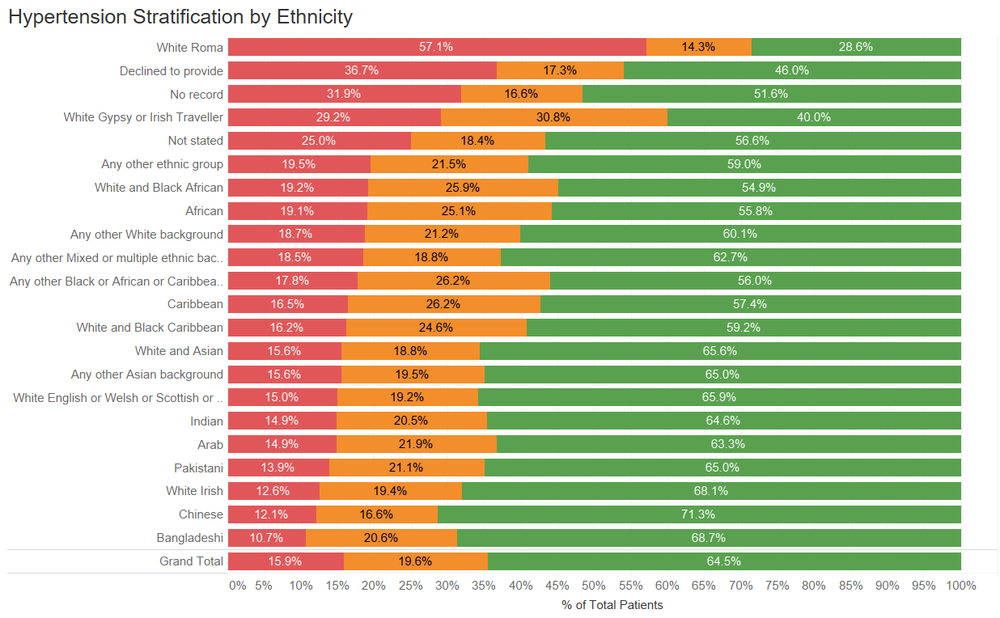 Hypertension Stratification by Ethnicity
White Roma 57.1% 14.3% 28.6%
Declined to provide 36.7% 17.3% 46.0%
No record 31.9% 16.6% 51.6%
White Gypsy or Irish Traveller 29.2% 30.8% 40.0%
Not stated 25.0% 18.4% 56.6%
Any other ethnic group 19.5% 21.5% 59.0%
White and Black African 19.2% 25.9% 54.9%
African 19.1% 25.1% 55.8%
Any other White background 18.7% 21.2% 60.1%
Any other Mixed or multiple ethnic bac.. 18.5% 18.8% 62.7%
Any other Black or African or Caribbea.. 17.8% 26.2% 56.0%
Caribbean 16.5% 26.2% 57.4%
White and Black Caribbean 16.2% 24.6% 59.2%
White and Asian 15.6% 18.8% 65.6%
Any other Asian background 15.6% 19.5% 65.0%
White English or Welsh or Scottish or .. 15.0% 19.2% 65.9%
Indian 14.9% 20.5% 64.6%
Arab 14.9% 21.9% 63.3%
Pakistani 13.9% 21.1% 65.0%
White Irish 12.6% 19.4% 68.1%
Chinese 12.1% 16.6% 71.3%
Bangladeshi 10.7% 20.6% 68.7%
Grand Total 15.9% 19.6% 64.5%
0% 5% 10% 15% 20% 25% 30% 35% 40% 45% 50% 55% 60% 65% 70% 75% 80% 85% 90% 95% 100%
% of Total Patients